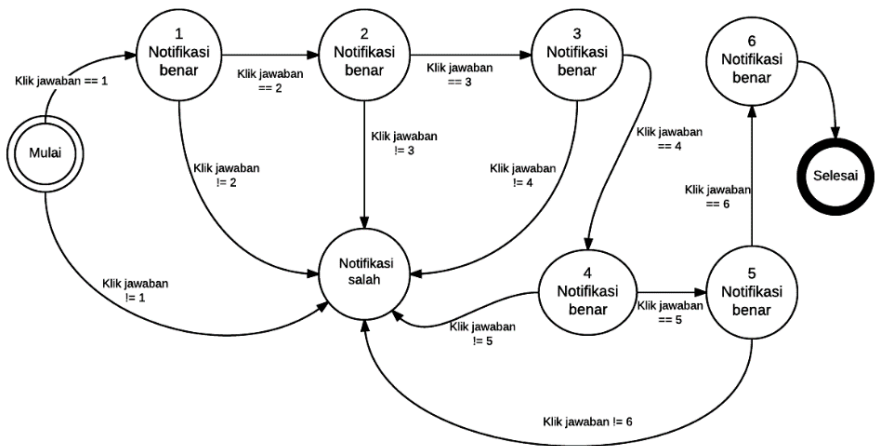 1
Notifikasi
benar
2
Notifikasi
benar
3
Notifikasi
benar
6
Notifikasi
benar
Klik jawaban == 1
Klik jawaban
== 2
Klik jawaban
== 3
Klik jawaban
== 4
Mulai
Klik jawaban
!= 2
Klik jawaban
!= 3
Klik jawaban
!= 4
Klik jawaban
== 6
Selesai
Notifikasi
salah
Klik jawaban
!= 1
4
Notifikasi
benar
Klik jawaban
== 5
5
Notifikasi
benar
Klik jawaban
!= 5
Klik jawaban != 6